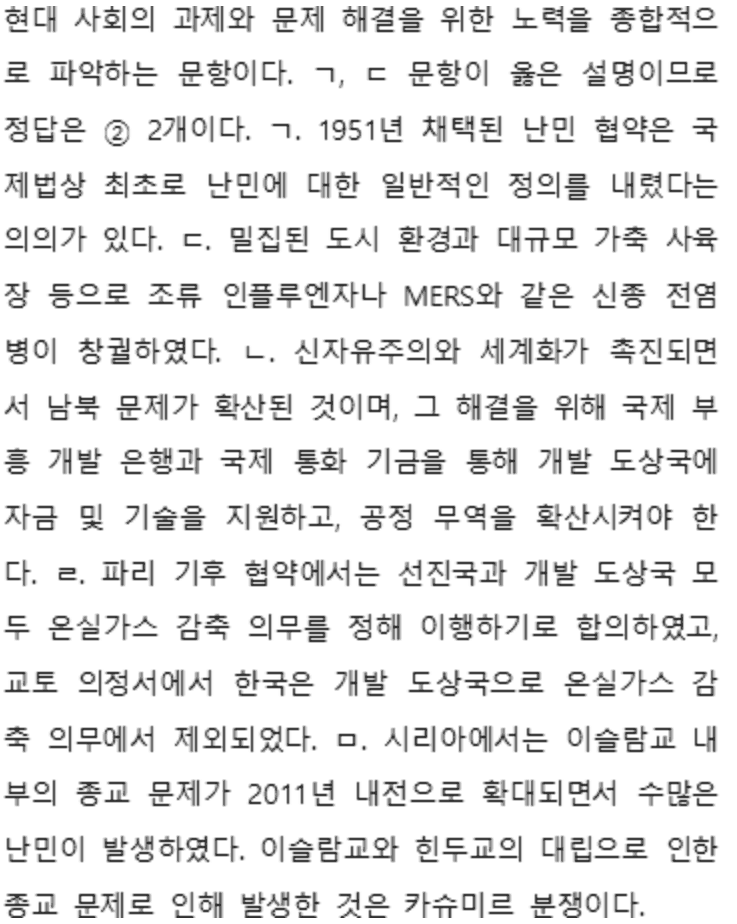 현대 사회의 과제와 문제 해결을 위한 노력을 종합적으
로 파악하는 문항이다. ㄱ, ㄷ 문항이 옳은 설명이므로
정답은 ② 2개이다. ㄱ. 1951년 채택된 난민 협약은 국
제법상 최초로 난민에 대한 일반적인 정의를 내렸다는
의의가 있다. ㄷ. 밀집된 도시 환경과 대규모 가축 사육
장 등으로 조류 인플루엔자나 MERS와 같은 신종 전염
병이 창궐하였다. ㄴ. 신자유주의와 세계화가 촉진되면
서 남북 문제가 확산된 것이며, 그 해결을 위해 국제 부
흥 개발 은행과 국제 통화 기금을 통해 개발 도상국에
자금 및 기술을 지원하고, 공정 무역을 확산시켜야 한
다. ㄹ. 파리 기후 협약에서는 선진국과 개발 도상국 모
두 온실가스 감축 의무를 정해 이행하기로 합의하였고,
교토 의정서에서 한국은 개발 도상국으로 온실가스 감
축 의무에서 제외되었다. ㅁ. 시리아에서는 이슬람교 내
부의 종교 문제가 2011년 내전으로 확대되면서 수많은
난민이 발생하였다. 이슬람교와 힌두교의 대립으로 인한
종교 문제로 인해 발생한 것은 카슈미르 분쟁이다.